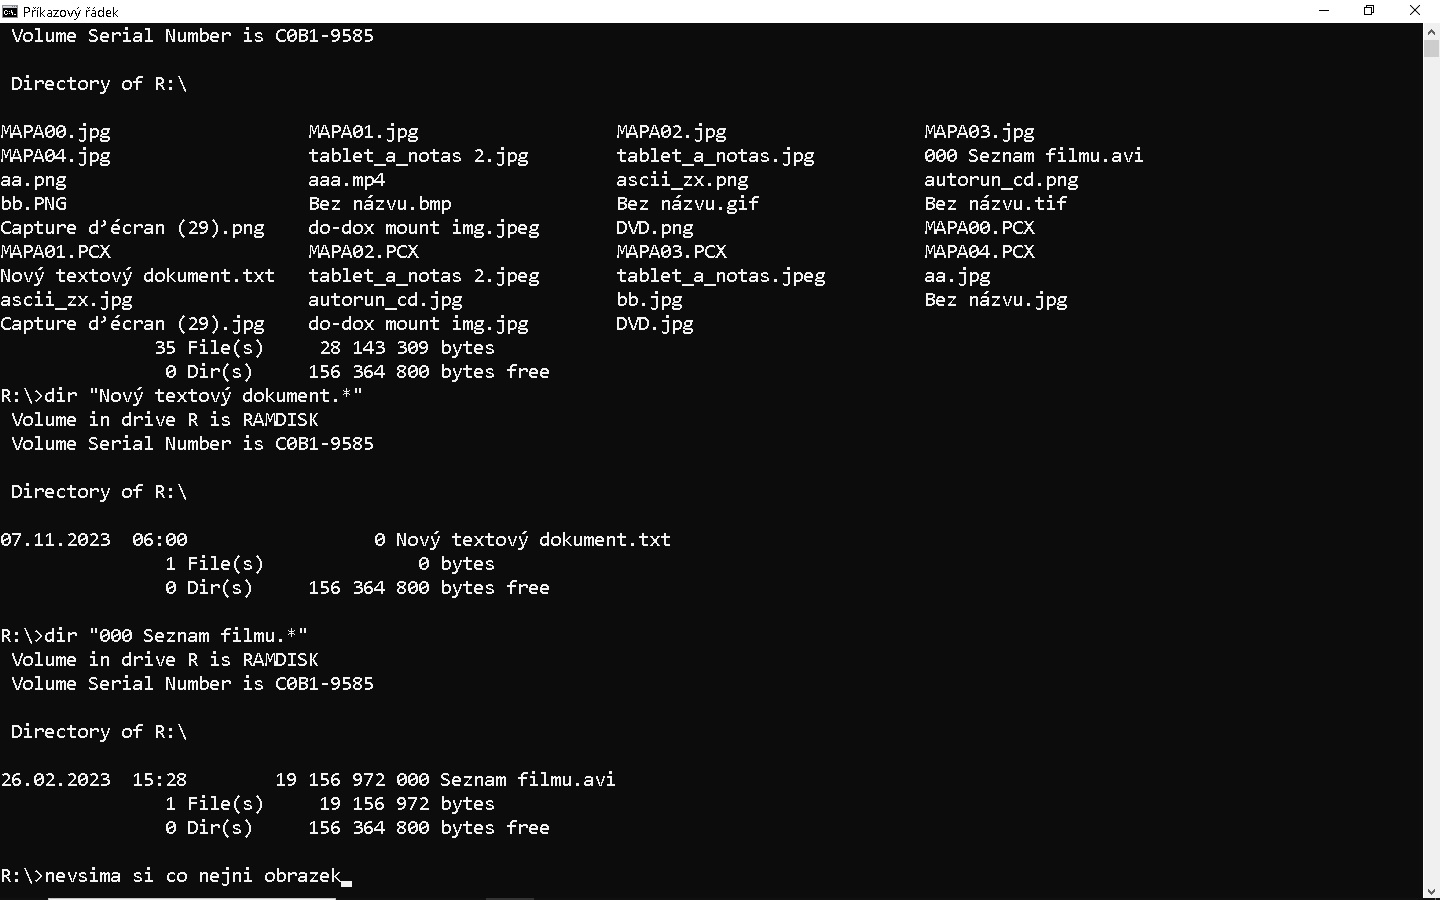 Příkazový řádek
Volume Serial Number is C0B1-9585
Directory of R:\
MAPA00.jpg MAPA01.jpg MAPA02.jpg MAPA03.jpg
MAPA04.jpg tablet_a_notas 2.jpg tablet_a_notas.jpg 000 Seznam filmu.avi
aa.png aaa.mp4 ascii_zx.png autorun_cd.png
bb.PNG Bez názvu.bmp Bez názvu.gif Bez názvu.tif
Capture d’écran (29).png do-dox mount img.jpeg DVD.png MAPA00.PCX
MAPA01.PCX MAPA02.PCX MAPA03.PCX MAPA04.PCX
Nový textový dokument.txt tablet_a_notas 2.jpeg tablet_a_notas.jpeg aa.jpg
ascii_zx.jpg autorun_cd.jpg bb.jpg Bez názvu.jpg
Capture d’écran (29).jpg do-dox mount img.jpg DVD.jpg
35 File(s) 28 143 309 bytes
0 Dir(s) 156 364 800 bytes free
R:\>dir "Nový textový dokument.*"
Volume in drive R is RAMDISK
Volume Serial Number is C0B1-9585
Directory of R:\
07.11.2023 06:00 0 Nový textový dokument.txt
1 File(s) 0 bytes
0 Dir(s) 156 364 800 bytes free
R:\>dir "000 Seznam filmu.*"
Volume in drive R is RAMDISK
Volume Serial Number is C0B1-9585
Directory of R:\
26.02.2023 15:28 19 156 972 000 Seznam filmu.avi
1 File(s) 19 156 972 bytes
0 Dir(s) 156 364 800 bytes free
R:\>nevsima si co nejni obrazek_